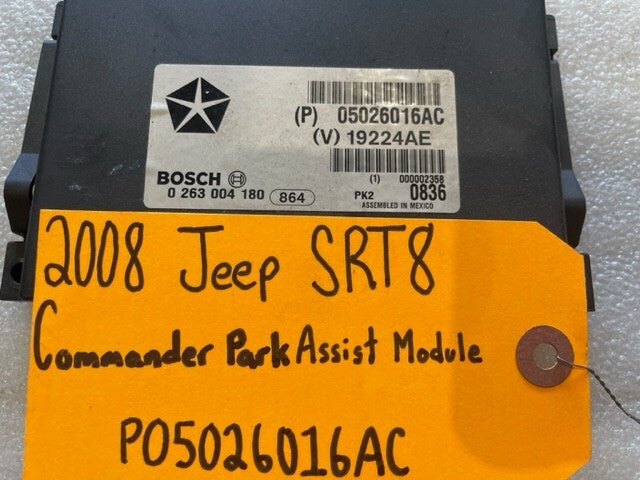 (P) 05026016AC
(V) 19224AE
(1) 000002358
BOSCH
0 263 004 180 864 PK2 0836
ASSEMBLED IN MEXICO
2008 Jeep SRT8
Commander Park Assist Module
P05026016AC